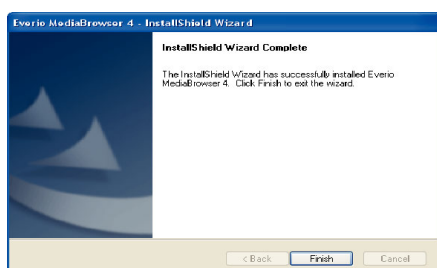 Everio MediaBrowser 4 - InstallShield Wizard
InstallShield Wizard Complete
The InstallShield Wizard has successfully installed Everio
MediaBrowser 4. Click Finish to exit the wizard.
< Back Finish Cancel